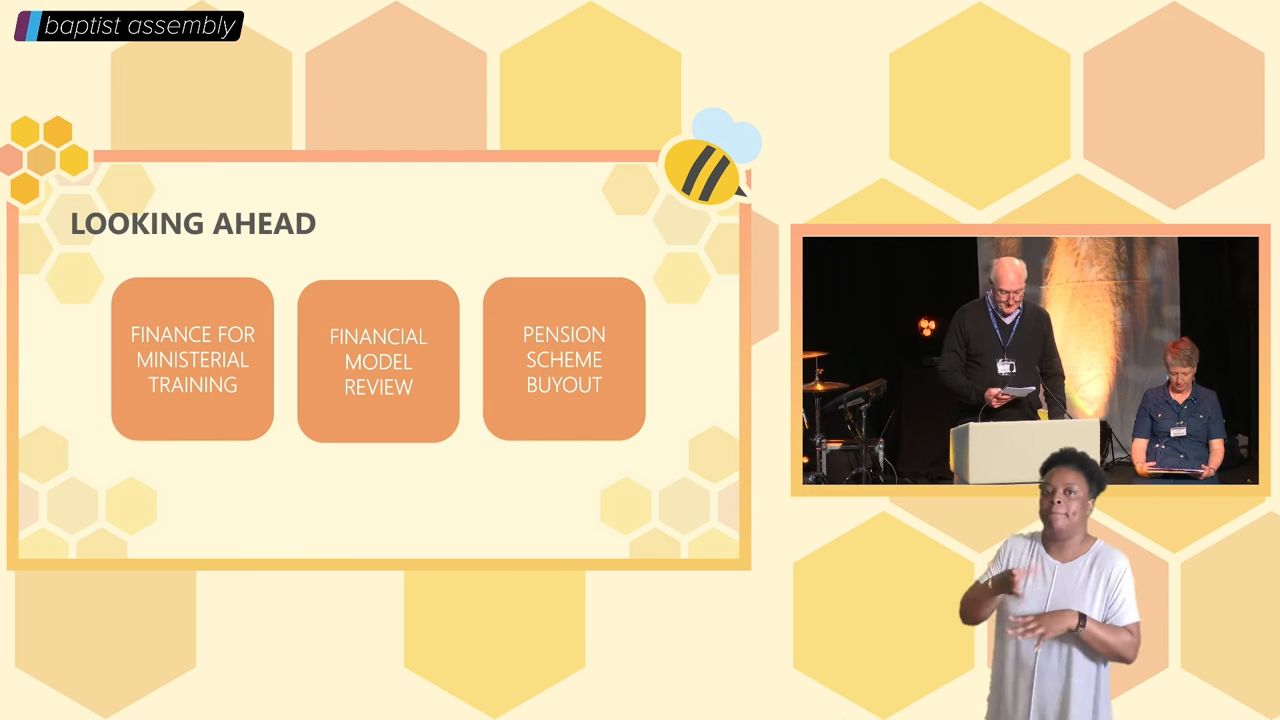 baptist assembly
LOOKING AHEAD
FINANCE FOR
MINISTERIAL
TRAINING
FINANCIAL
MODEL
REVIEW
PENSION
SCHEME
BUYOUT